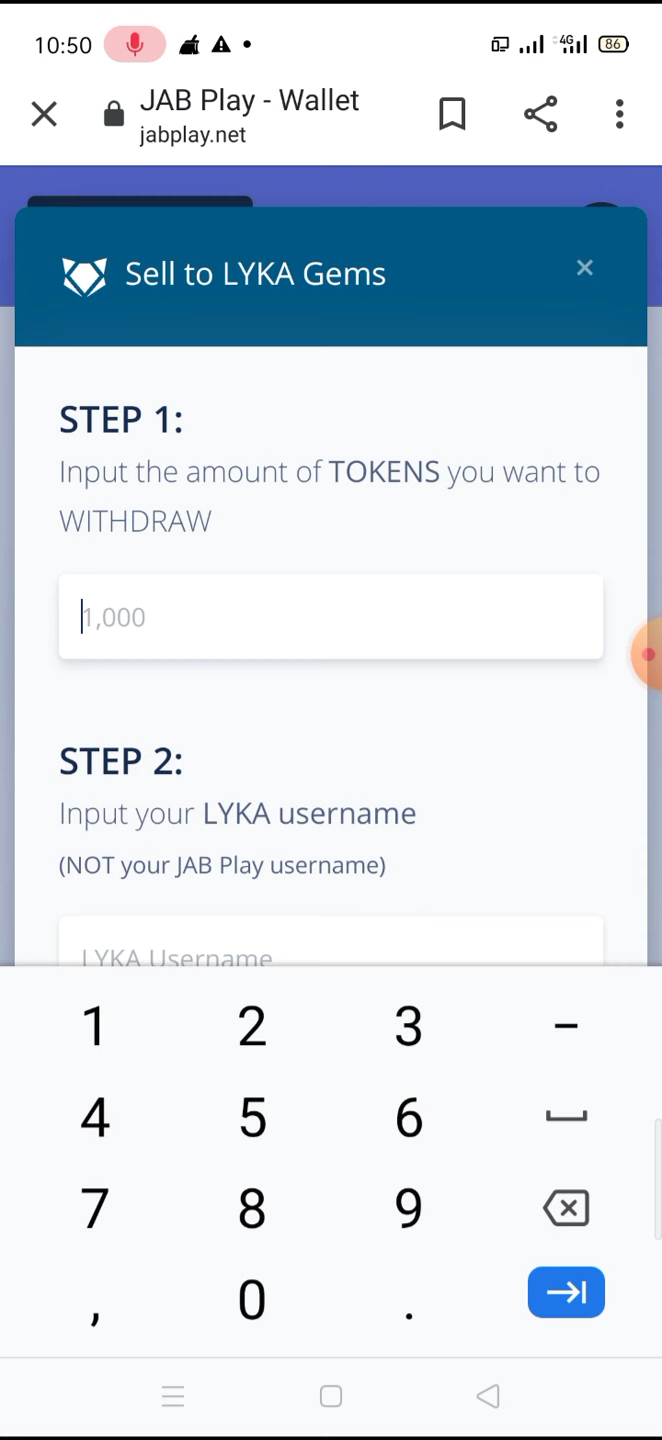 10:50
4G
86
JAB Play - Wallet
jabplay.net
Sell to LYKA Gems
STEP 1:
Input the amount of TOKENS you want to
WITHDRAW
1,000
STEP 2:
Input your LYKA username
(NOT your JAB Play username)
LYKA Username
1 2 3 –
4 5 6
7 8 9
, 0 .